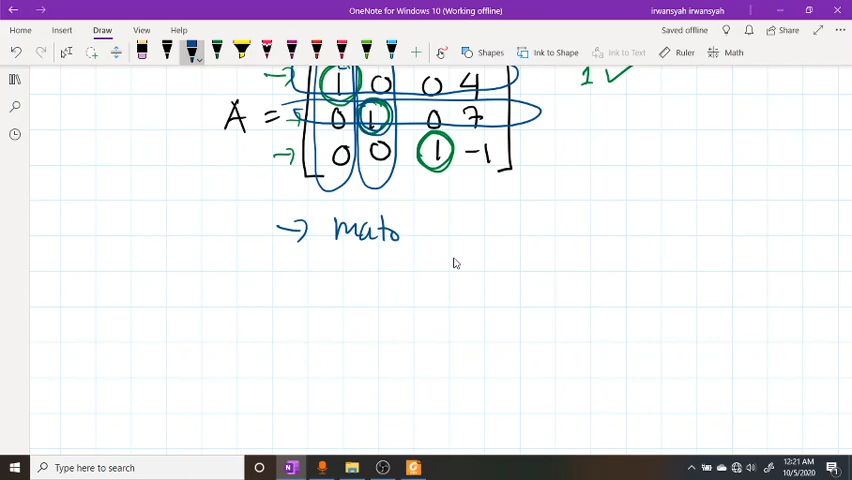 OneNote for Windows 10 (Working offline)
irwansyah irwansyah
Home Insert Draw View Help
Saved offline Share
Shapes Ink to Shape Ink to Text Ruler Math
1 0 0 4 1 ✓
A = 0 1 0 7
0 0 1 -1
→ mato
Type here to search
12:21 AM
10/5/2020